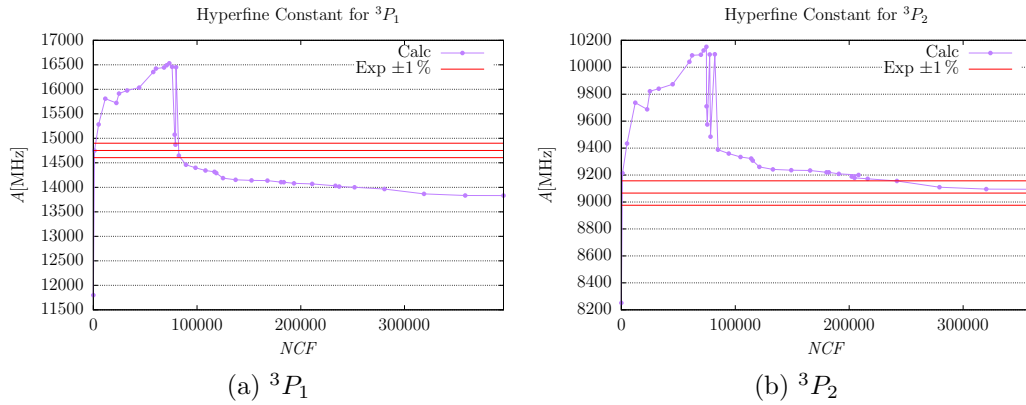 Hyperfine Constant for ³P₁
17000
16500
16000
15500
15000
14500
14000
13500
13000
12500
12000
11500
A[MHz]
Calc
Exp ±1 %
0
100000
200000
300000
NCF
(a) ³P₁
Hyperfine Constant for ³P₂
10200
10000
9800
9600
9400
9200
9000
8800
8600
8400
8200
A[MHz]
Calc
Exp ±1 %
0
100000
200000
300000
NCF
(b) ³P₂